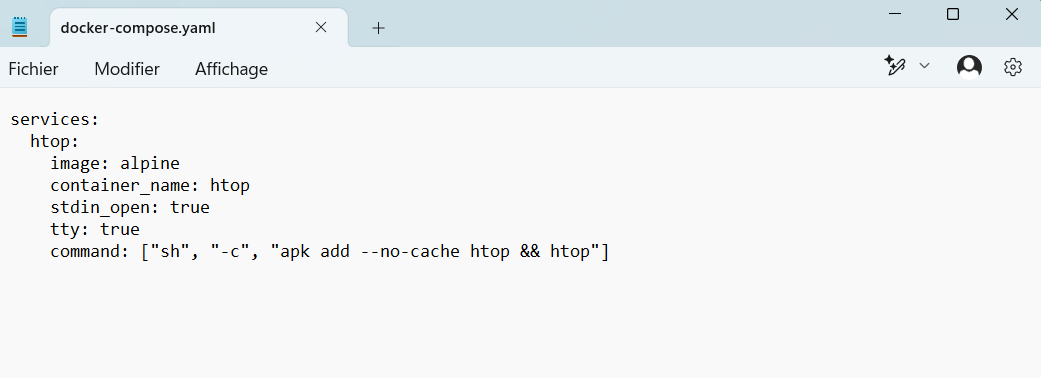 docker-compose.yaml
Fichier Modifier Affichage
services:
  htop:
    image: alpine
    container_name: htop
    stdin_open: true
    tty: true
    command: ["sh", "-c", "apk add --no-cache htop && htop"]